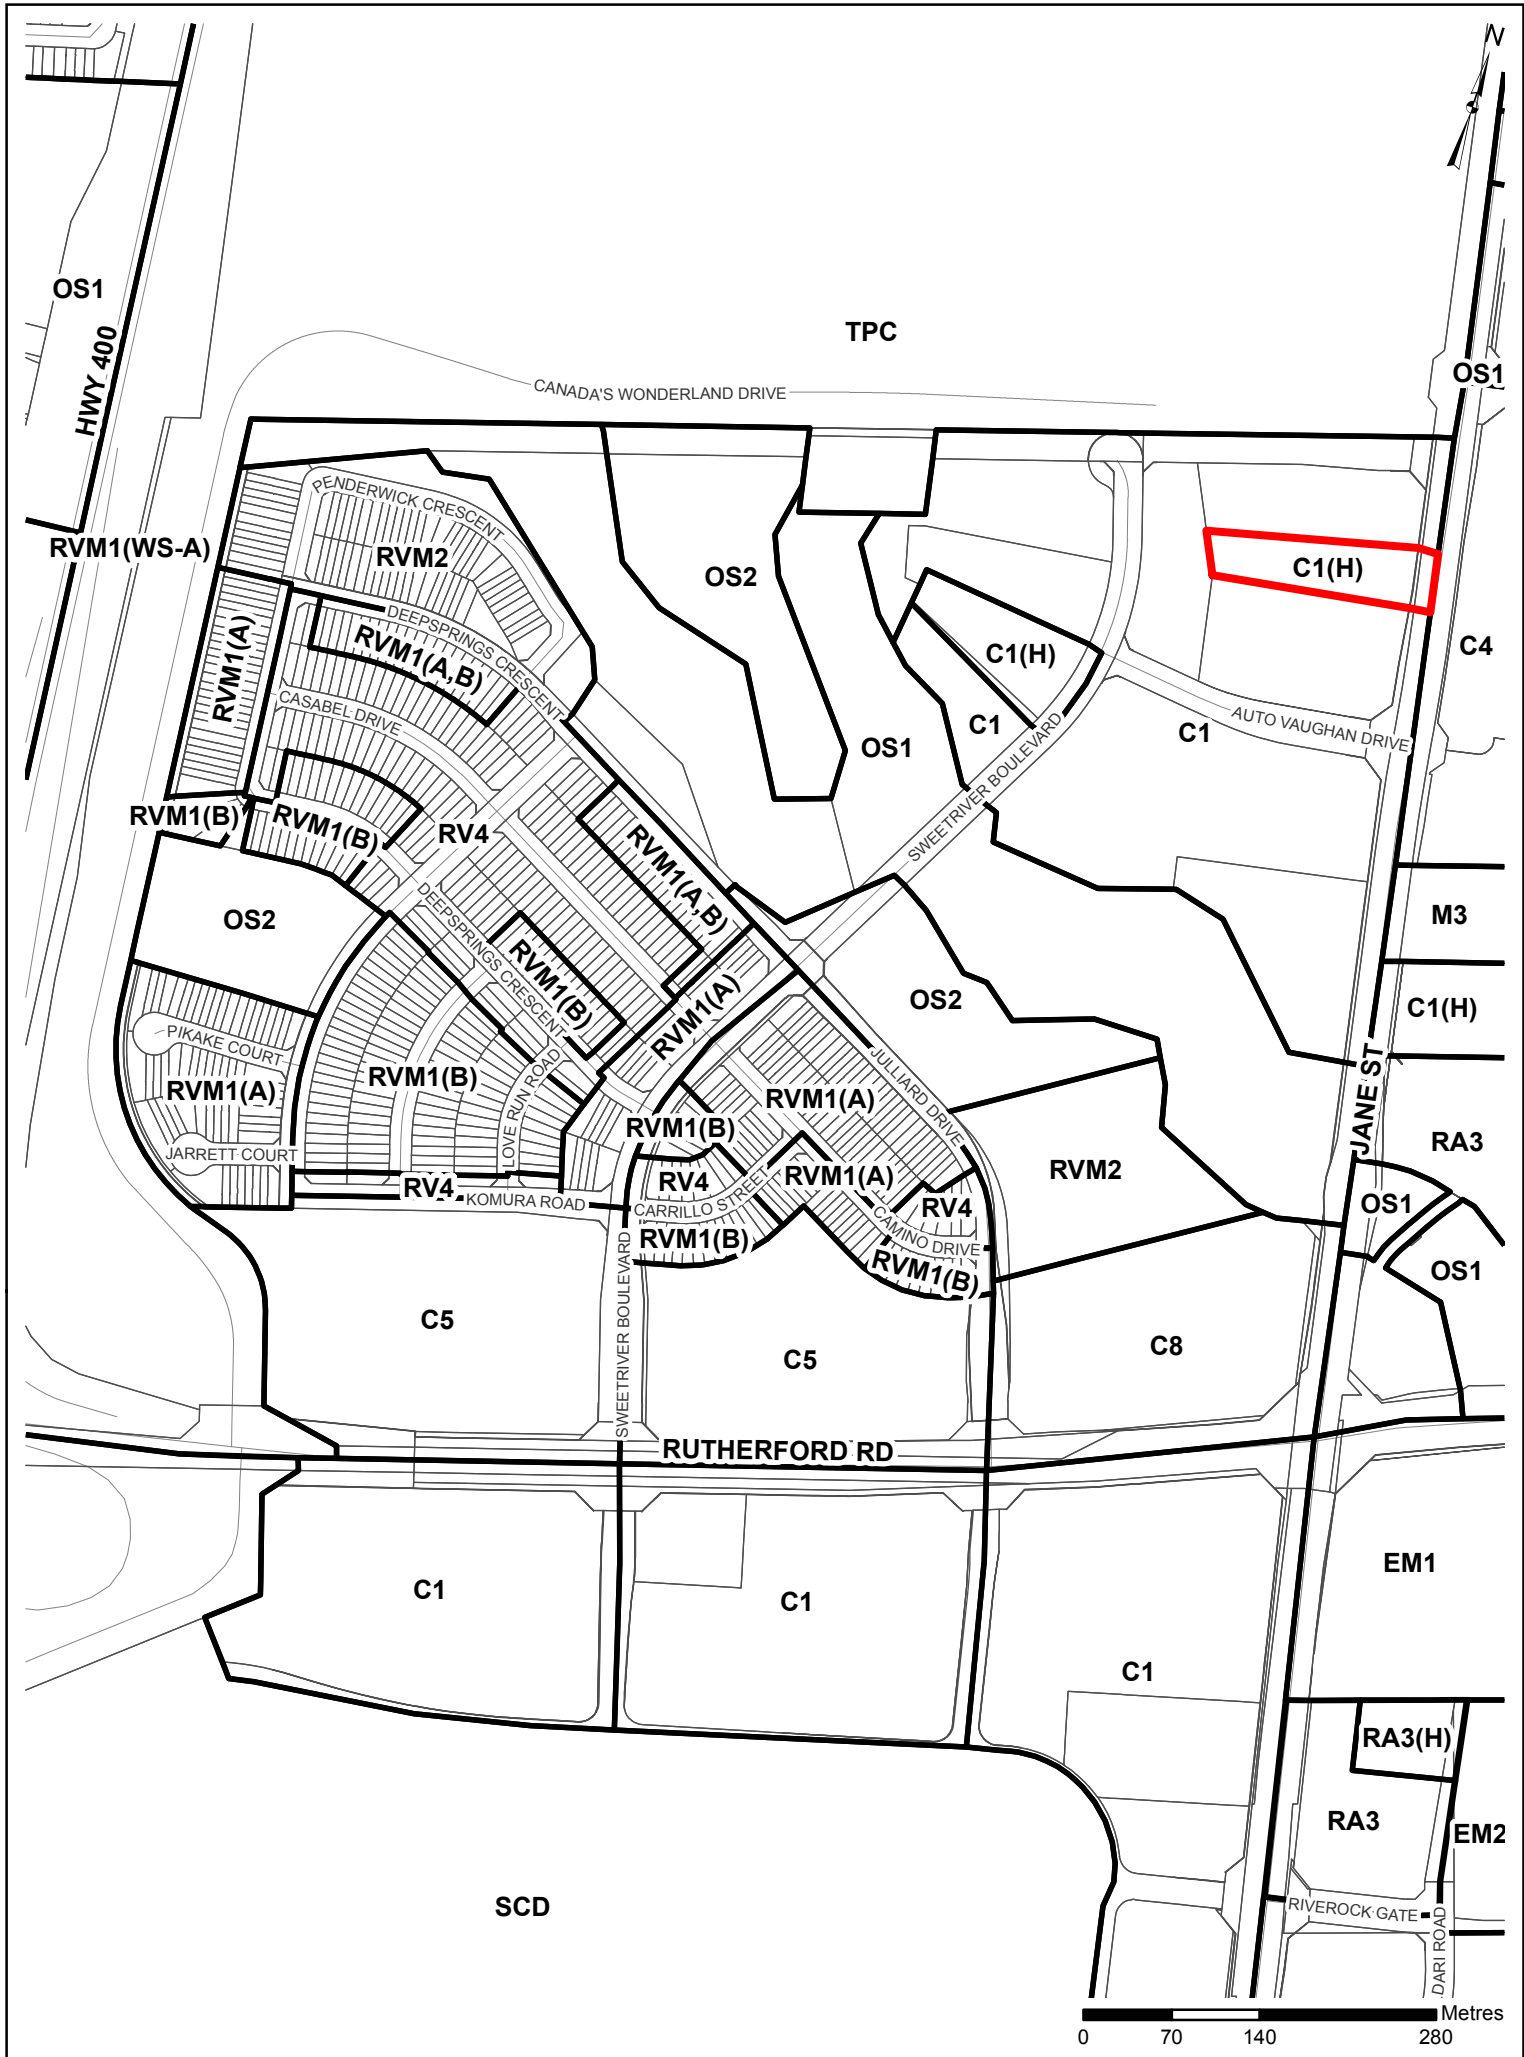 N
OS1
TPC
HWY 400
CANADA'S WONDERLAND DRIVE
OS1
PENDERWICK CRESCENT
RVM1(WS-A)
RVM2
OS2
C1(H)
DEEPSPRINGS CRESCENT
RVM1(A)
RVM1(A,B)
C1(H)
C4
CASABEL DRIVE
C1
C1
AUTO VAUGHAN DRIVE
OS1
SWEETRIVER BOULEVARD
RVM1(B)
RVM1(B)
RV4
RVM1(A,B)
OS2
DEEPSPRINGS CRESCENT
M3
RVM1(B)
RVM1(A)
OS2
C1(H)
PIKAKE COURT
RVM1(A)
RVM1(B)
LOVE RUN ROAD
JULLIARD DRIVE
RVM1(A)
JANE ST
RVM1(B)
RA3
JARRETT COURT
RVM1(A)
RVM2
RV4
RV4
KOMURA ROAD
CARRILLO STREET
RV4
OS1
RVM1(B)
CAMINO DRIVE
RVM1(B)
OS1
SWEETRIVER BOULEVARD
C5
C5
C8
RUTHERFORD RD
EM1
C1
C1
C1
RA3(H)
RA3
EM2
SCD
RIVEROCK GATE
DARI ROAD
Metres
0 70 140 280